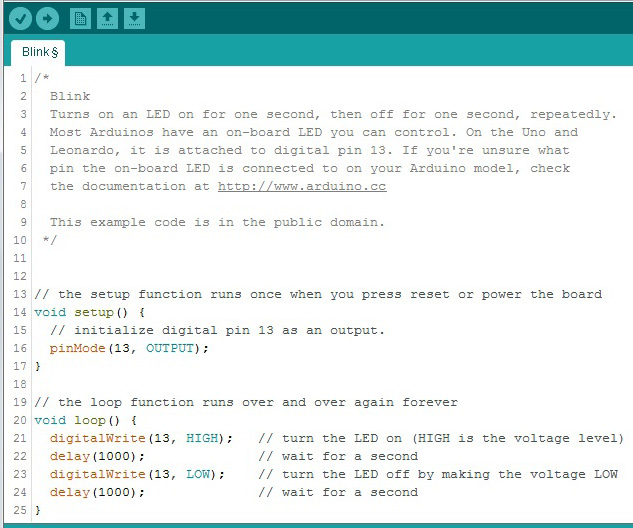 Blink§
1 /*
2   Blink
3   Turns on an LED on for one second, then off for one second, repeatedly.
4   Most Arduinos have an on-board LED you can control. On the Uno and
5   Leonardo, it is attached to digital pin 13. If you're unsure what
6   pin the on-board LED is connected to on your Arduino model, check
7   the documentation at http://www.arduino.cc
8
9   This example code is in the public domain.
10  */
11
12
13 // the setup function runs once when you press reset or power the board
14 void setup() {
15   // initialize digital pin 13 as an output.
16   pinMode(13, OUTPUT);
17 }
18
19 // the loop function runs over and over again forever
20 void loop() {
21   digitalWrite(13, HIGH);   // turn the LED on (HIGH is the voltage level)
22   delay(1000);              // wait for a second
23   digitalWrite(13, LOW);    // turn the LED off by making the voltage LOW
24   delay(1000);              // wait for a second
25 }